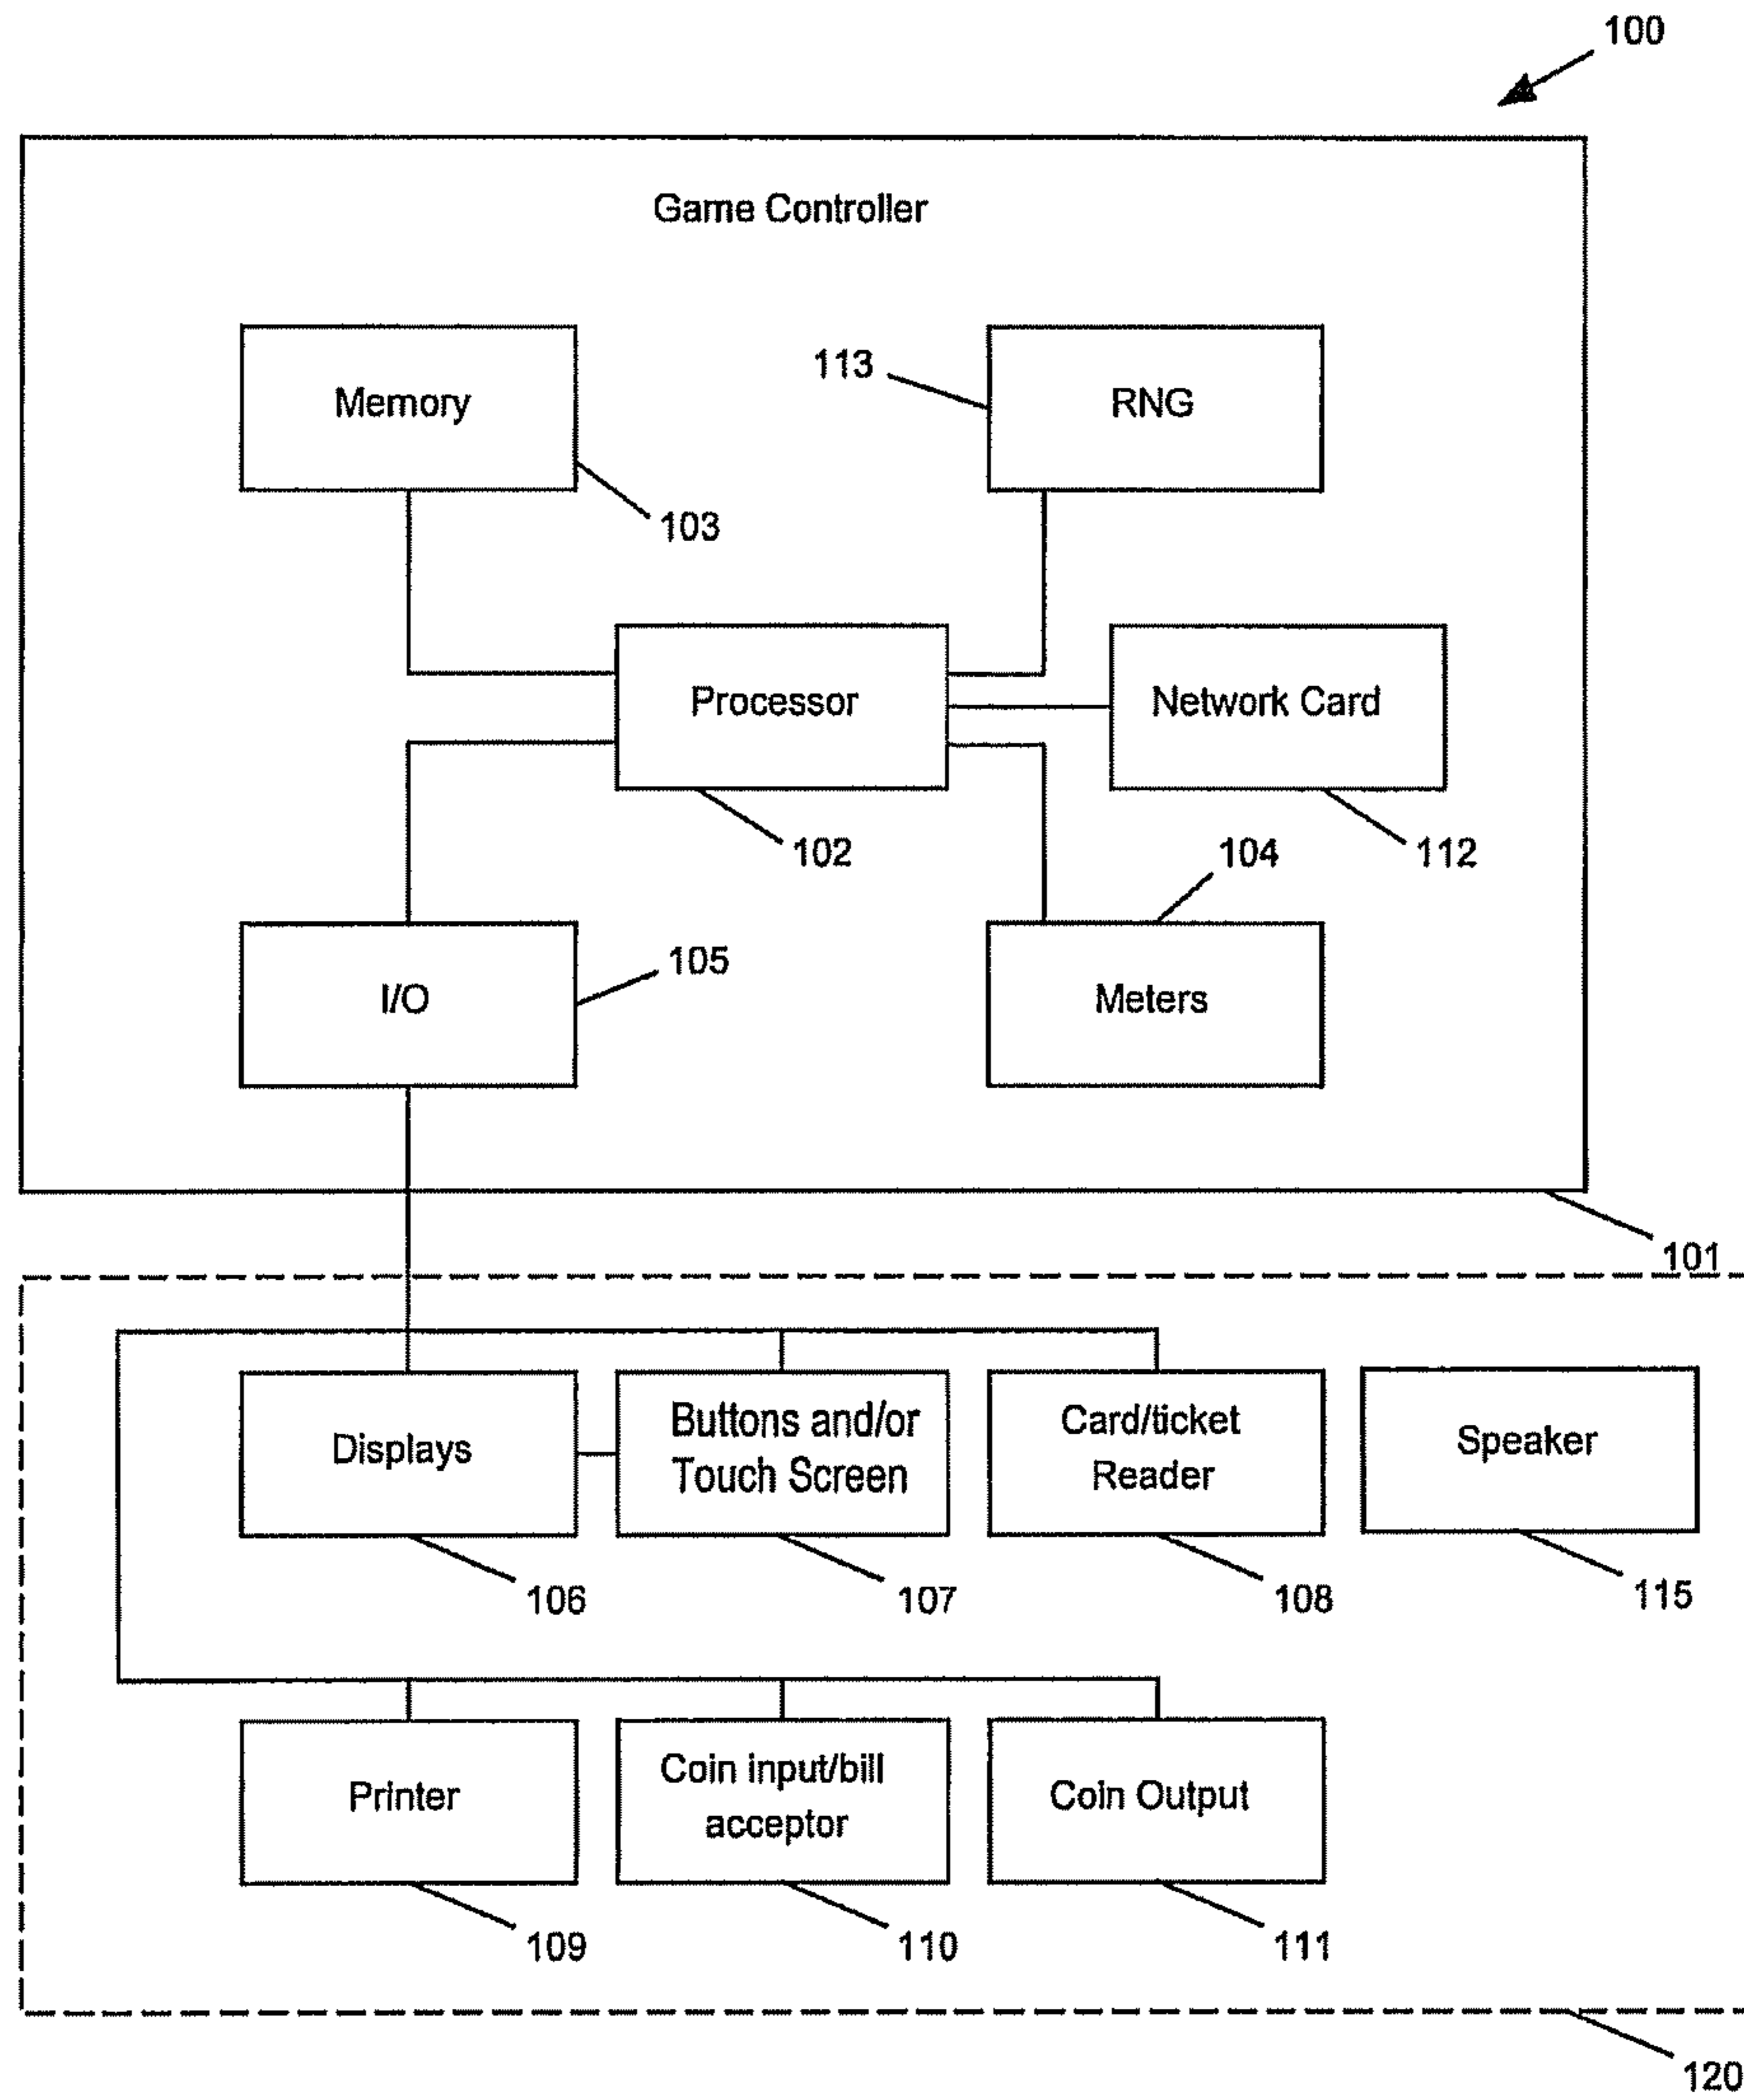 100
Game Controller
Memory
113
RNG
103
Processor
Network Card
102
104
112
105
I/O
Meters
101
Displays
Buttons and/or
Touch Screen
Card/ticket
Reader
Speaker
106
107
108
115
Printer
Coin input/bill
acceptor
Coin Output
109
110
111
120